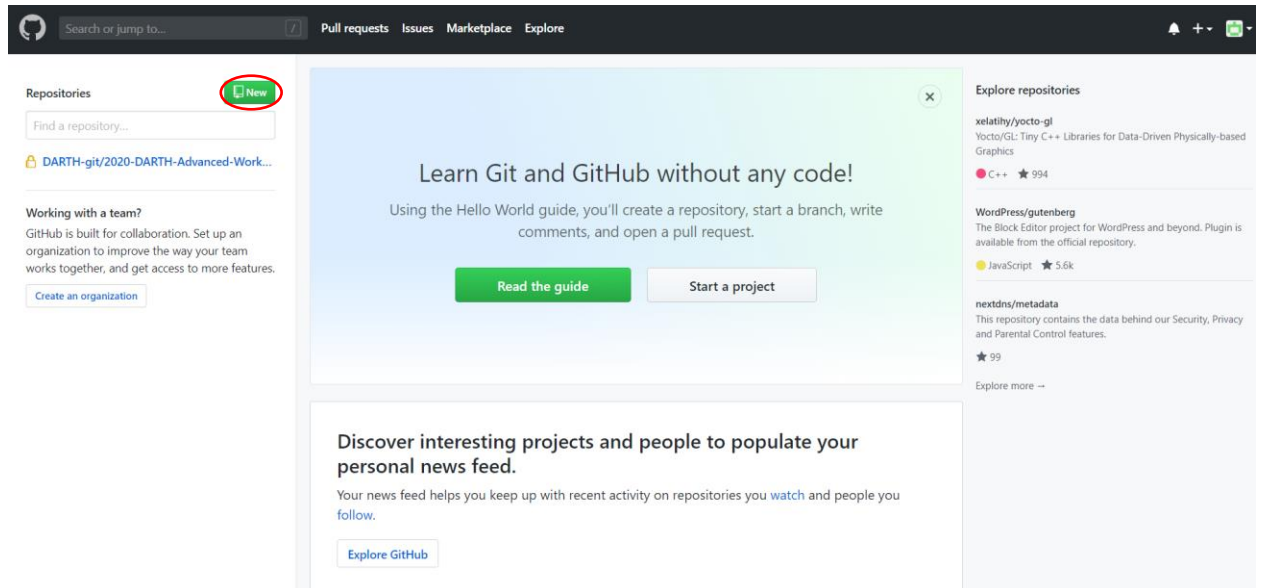 Search or jump to...
/
Pull requests Issues Marketplace Explore
Repositories
New
Find a repository...
DARTH-git/2020-DARTH-Advanced-Work...
Working with a team?
GitHub is built for collaboration. Set up an
organization to improve the way your team
works together, and get access to more features.
Create an organization
Learn Git and GitHub without any code!
Using the Hello World guide, you'll create a repository, start a branch, write
comments, and open a pull request.
Read the guide
Start a project
Discover interesting projects and people to populate your
personal news feed.
Your news feed helps you keep up with recent activity on repositories you watch and people you
follow.
Explore GitHub
Explore repositories
xelatihy/yocto-gl
Yocto/GL: Tiny C++ Libraries for Data-Driven Physically-based
Graphics
C++ 994
WordPress/gutenberg
The Block Editor project for WordPress and beyond. Plugin is
available from the official repository.
JavaScript 5.6k
nextdns/metadata
This repository contains the data behind our Security, Privacy
and Parental Control features.
99
Explore more →